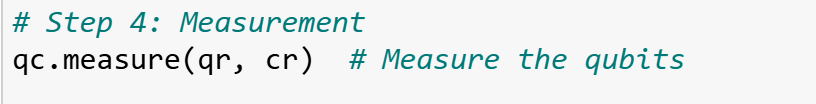 # Step 4: Measurement
qc.measure(qr, cr)  # Measure the qubits